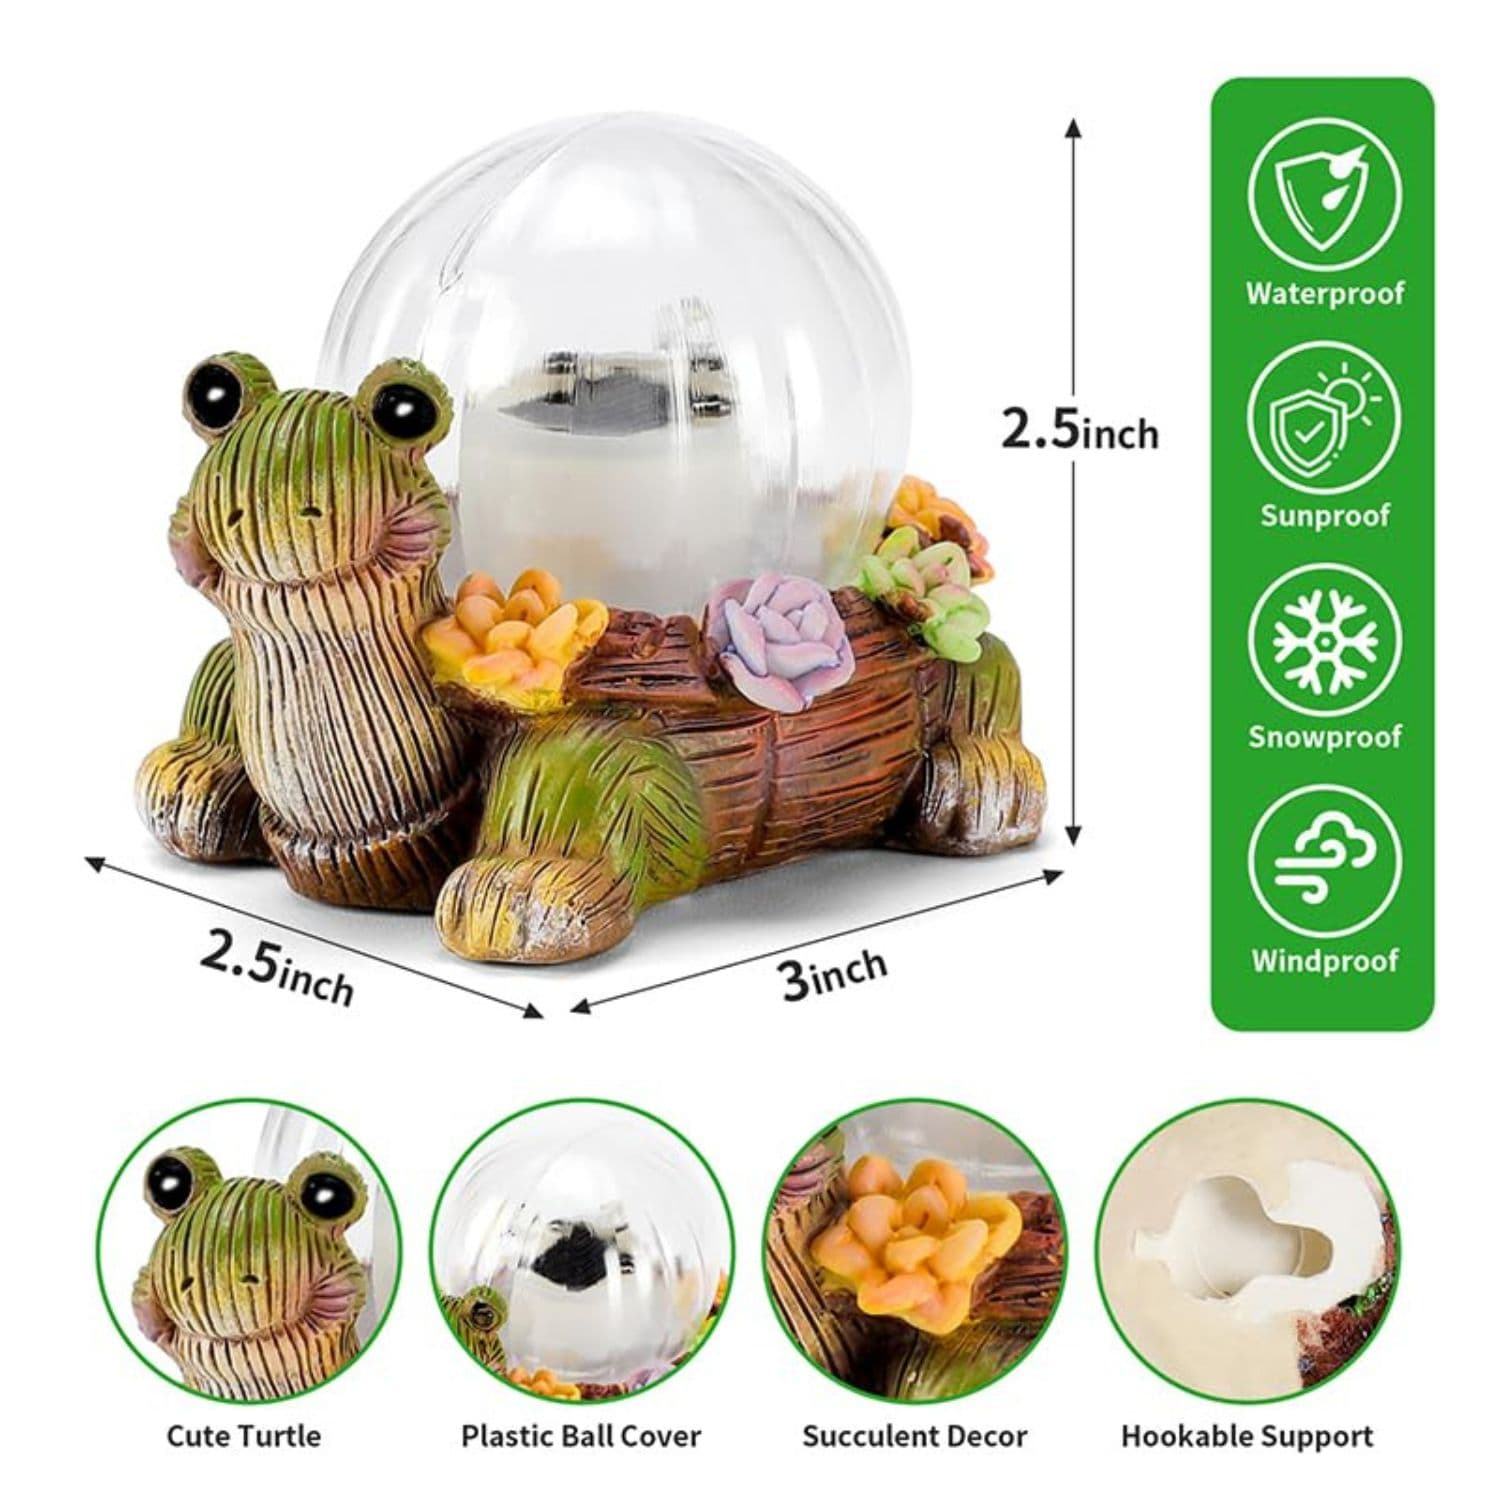 Waterproof
Sunproof
Snowproof
Windproof
2.5inch
2.5inch
3inch
Cute Turtle
Plastic Ball Cover
Succulent Decor
Hookable Support